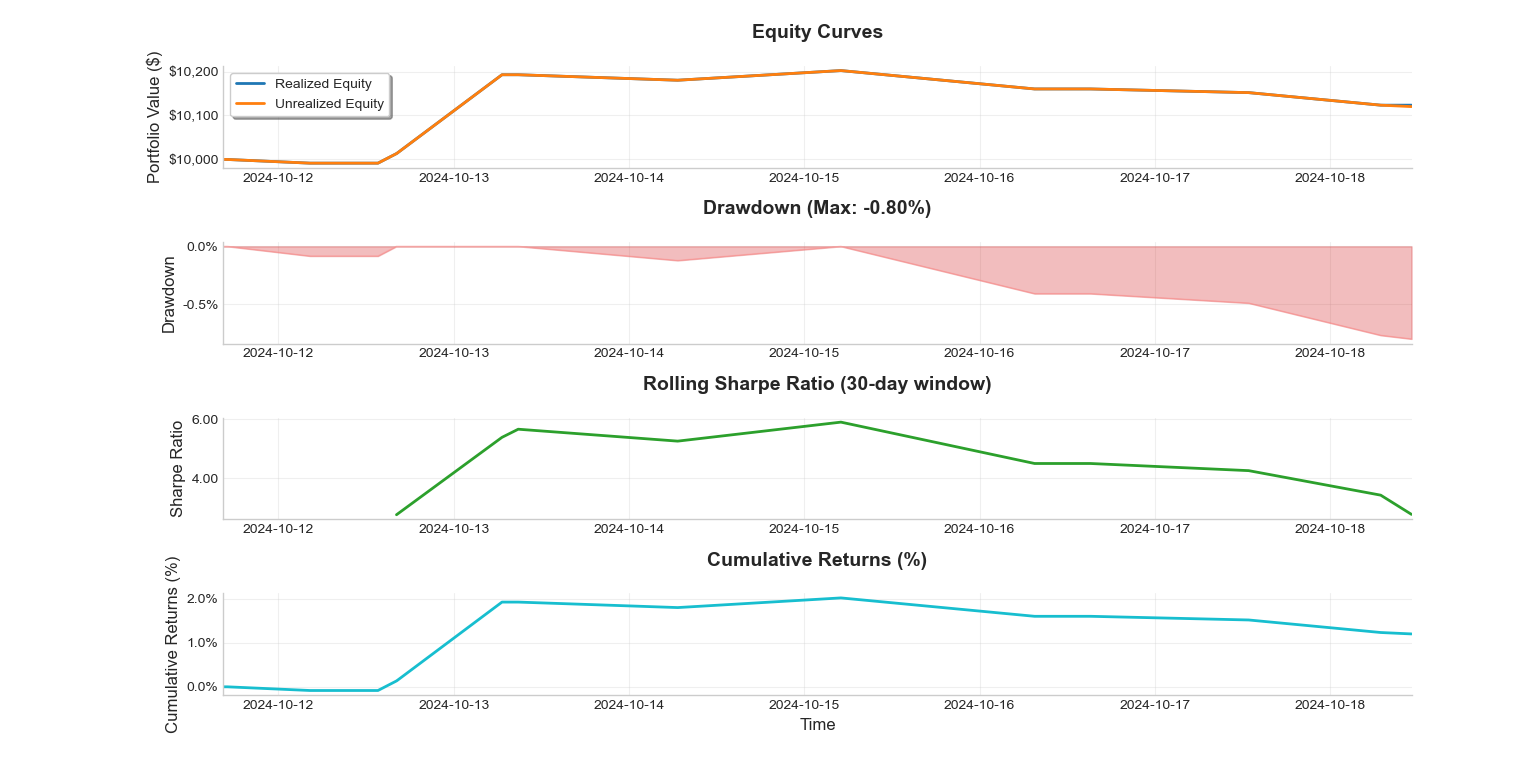 Equity Curves
Portfolio Value ($)
$10,200
$10,100
$10,000
Realized Equity
Unrealized Equity
2024-10-12 2024-10-13 2024-10-14 2024-10-15 2024-10-16 2024-10-17 2024-10-18
Drawdown (Max: -0.80%)
Drawdown
0.0%
-0.5%
2024-10-12 2024-10-13 2024-10-14 2024-10-15 2024-10-16 2024-10-17 2024-10-18
Rolling Sharpe Ratio (30-day window)
Sharpe Ratio
6.00
4.00
2024-10-12 2024-10-13 2024-10-14 2024-10-15 2024-10-16 2024-10-17 2024-10-18
Cumulative Returns (%)
Cumulative Returns (%)
2.0%
1.0%
0.0%
2024-10-12 2024-10-13 2024-10-14 2024-10-15 2024-10-16 2024-10-17 2024-10-18
Time